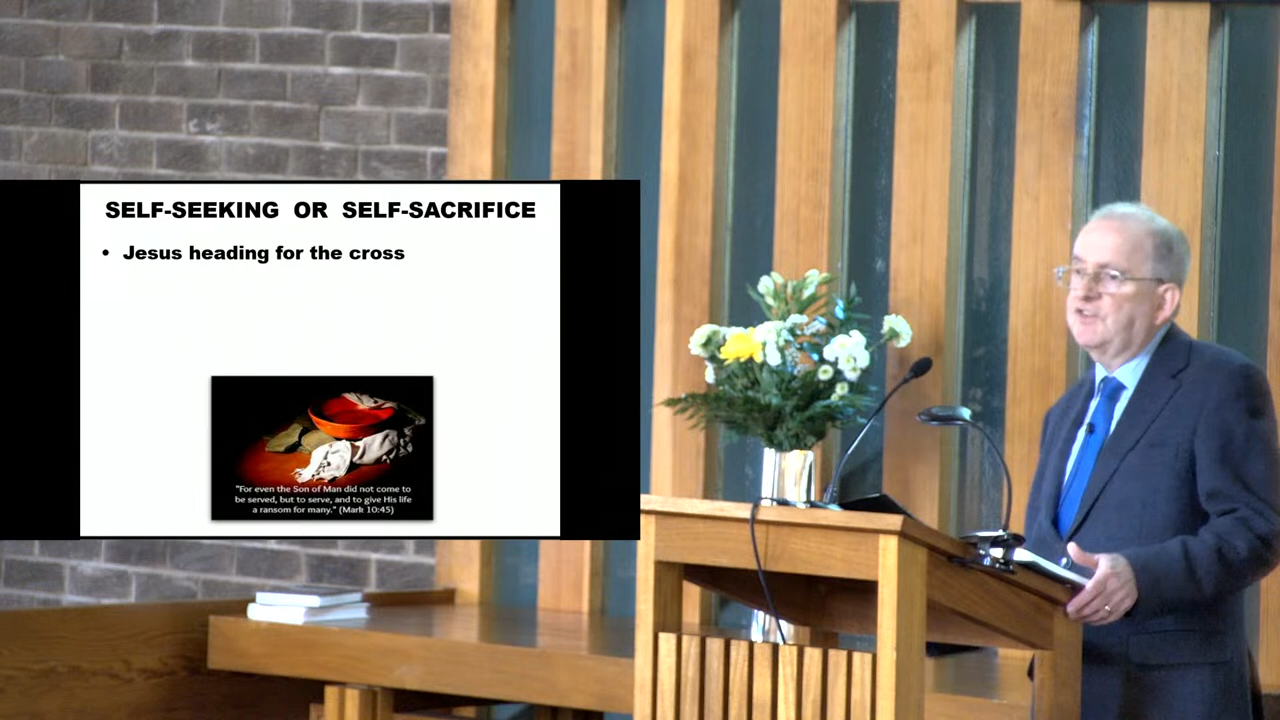 SELF-SEEKING OR SELF-SACRIFICE
• Jesus heading for the cross
"For even the Son of Man did not come to
be served, but to serve, and to give His life
a ransom for many." (Mark 10:45)